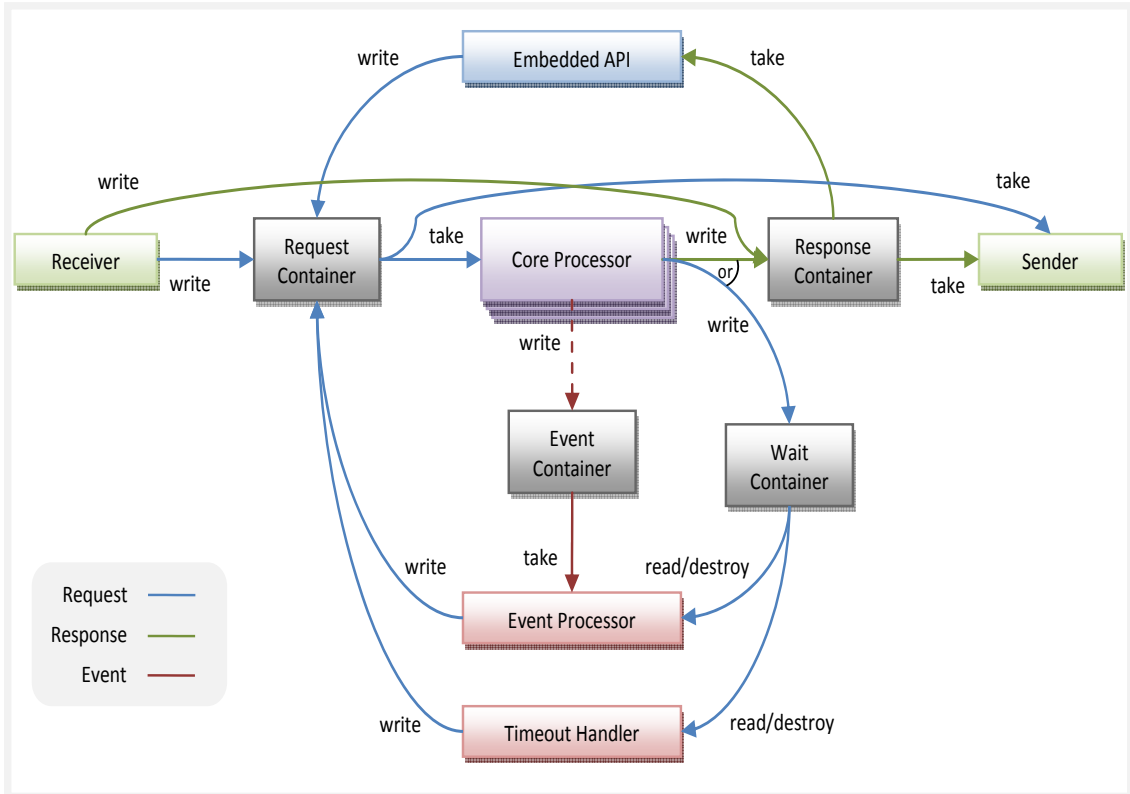 write
Embedded API
take
write
take
Receiver
write
Request
Container
take
Core Processor
write
or
Response
Container
take
Sender
write
write
Event
Container
Wait
Container
take
write
read/destroy
Event Processor
Request
Response
Event
write
Timeout Handler
read/destroy